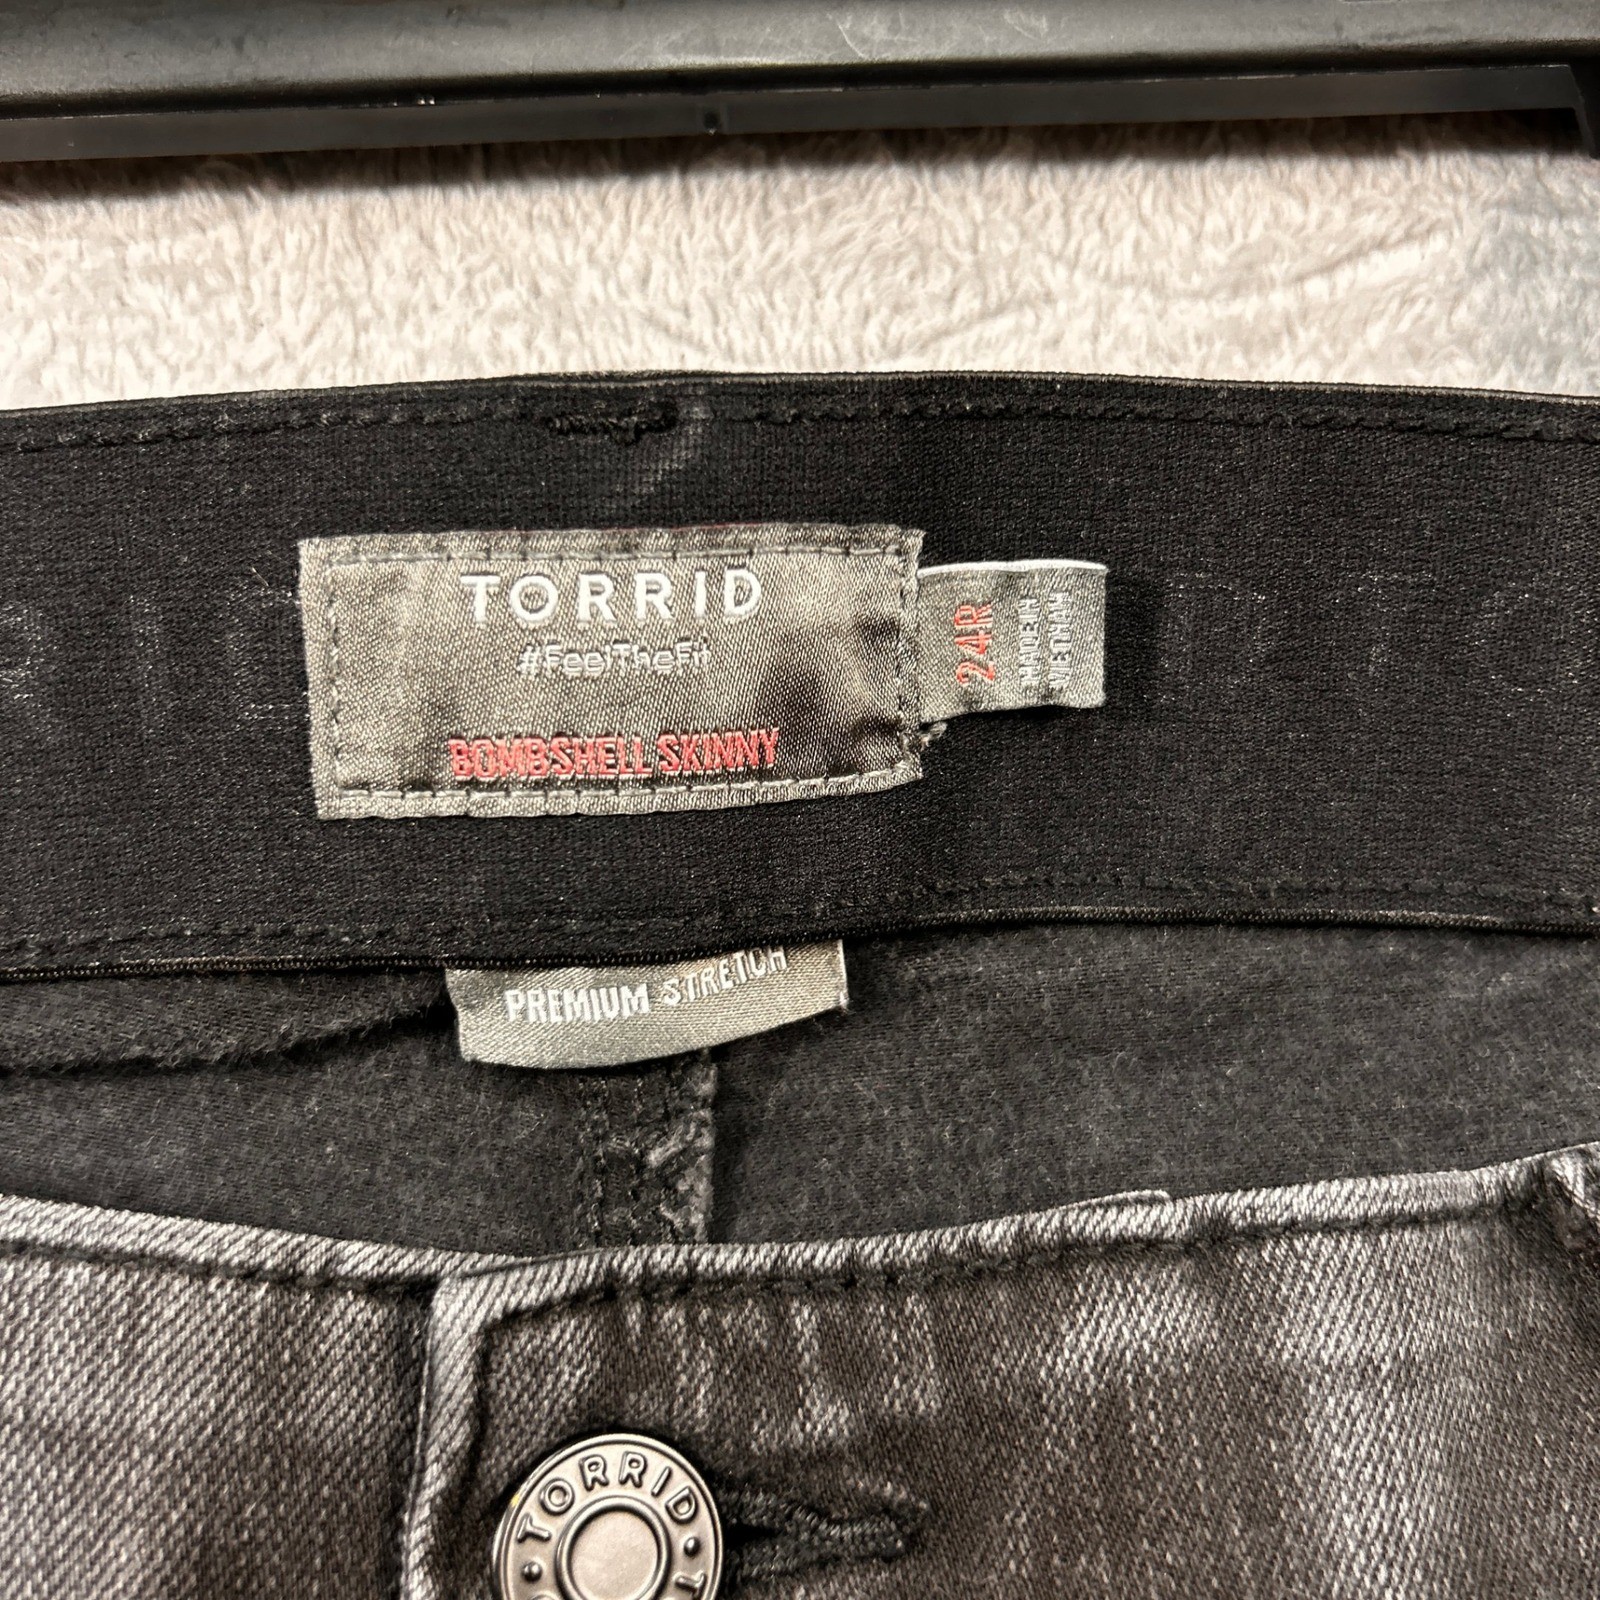 TORRID
#FeelTheFit
BOMBSHELL SKINNY
24R
MADE IN
VIETNAM
PREMIUM STRETCH
TORRID • T